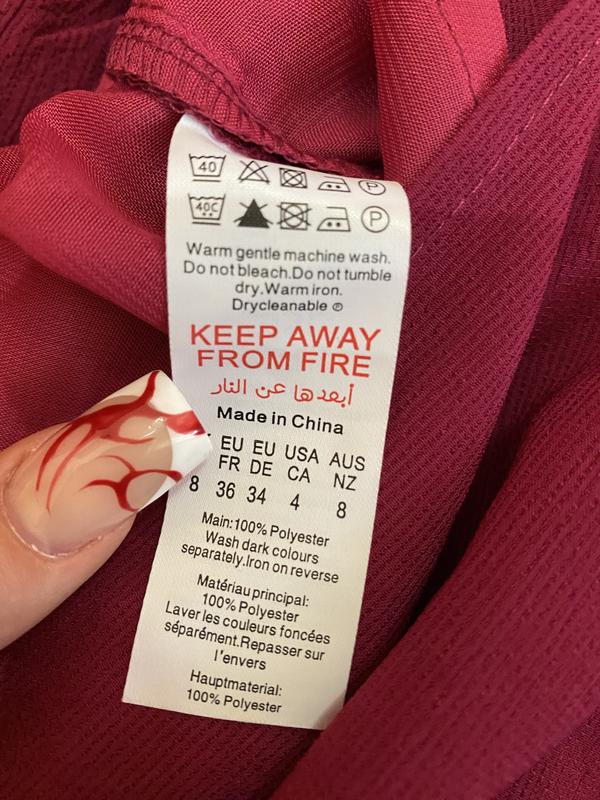 40 P
40C P
Warm gentle machine wash.
Do not bleach.Do not tumble
dry.Warm iron.
Drycleanable ℗
KEEP AWAY
FROM FIRE
أبعدها عن النار
Made in China
EU EU USA AUS
FR DE CA NZ
8 36 34 4 8
Main:100% Polyester
Wash dark colours
separately.Iron on reverse
Matériau principal:
100% Polyester
Laver les couleurs foncées
séparément.Repasser sur
l'envers
Hauptmaterial:
100% Polyester